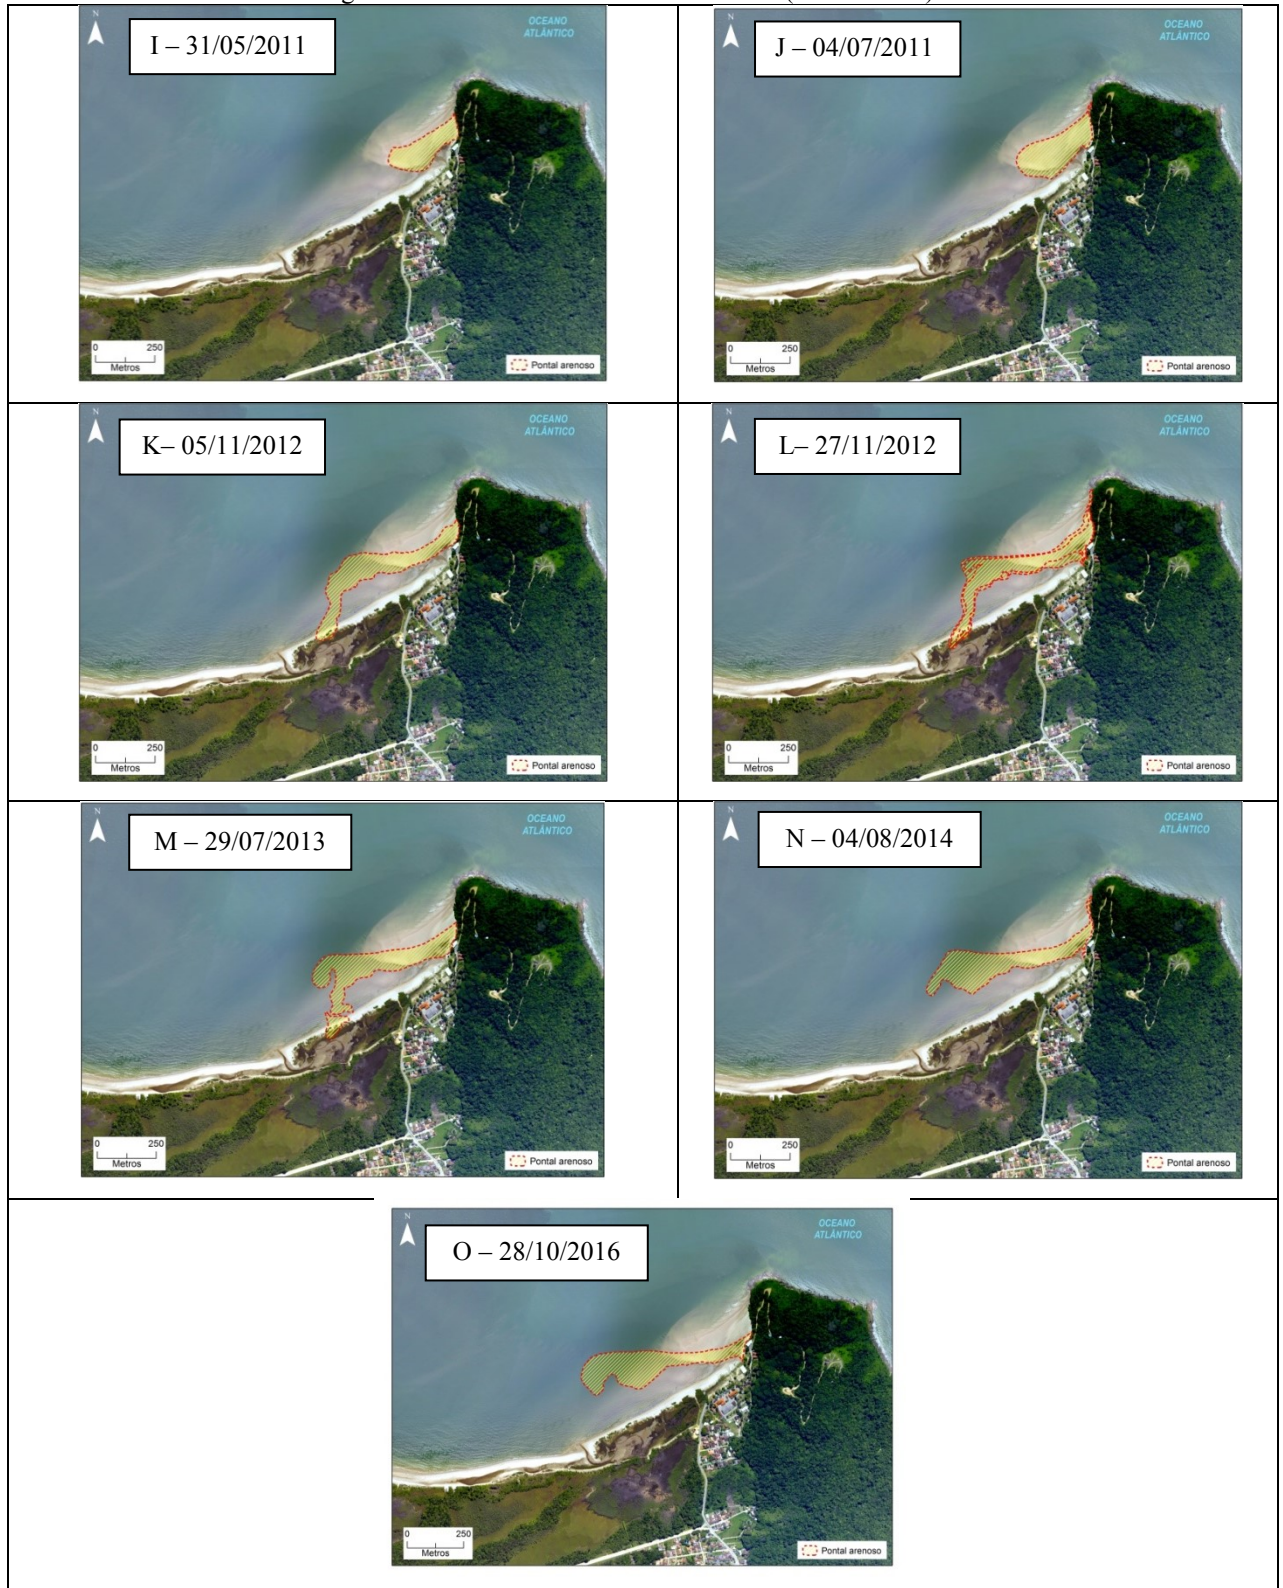 N
I – 31/05/2011
OCEANO
ATLÂNTICO
0 250
Metros
Pontal arenoso
N
J – 04/07/2011
OCEANO
ATLÂNTICO
0 250
Metros
Pontal arenoso
N
K– 05/11/2012
OCEANO
ATLÂNTICO
0 250
Metros
Pontal arenoso
N
L– 27/11/2012
OCEANO
ATLÂNTICO
0 250
Metros
Pontal arenoso
N
M – 29/07/2013
OCEANO
ATLÂNTICO
0 250
Metros
Pontal arenoso
N
N – 04/08/2014
OCEANO
ATLÂNTICO
0 250
Metros
Pontal arenoso
N
O – 28/10/2016
OCEANO
ATLÂNTICO
0 250
Metros
Pontal arenoso